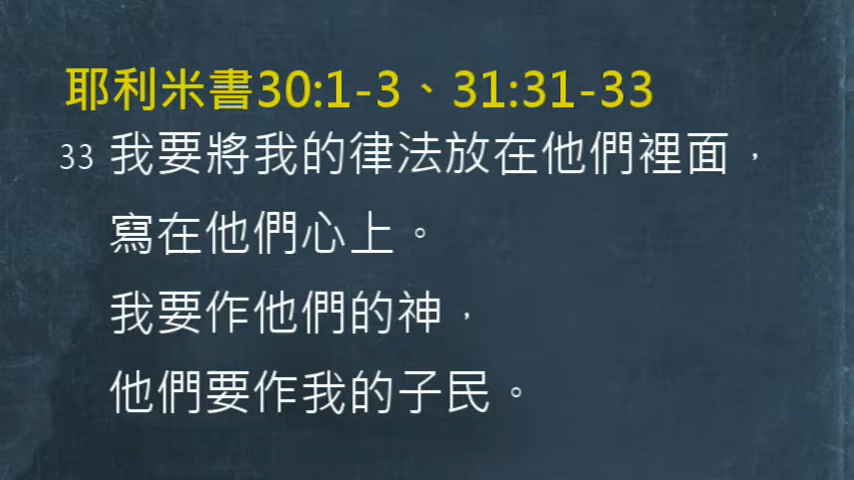 耶利米書30:1-3、31:31-33
33 我要將我的律法放在他們裡面，
寫在他們心上。
我要作他們的神，
他們要作我的子民。